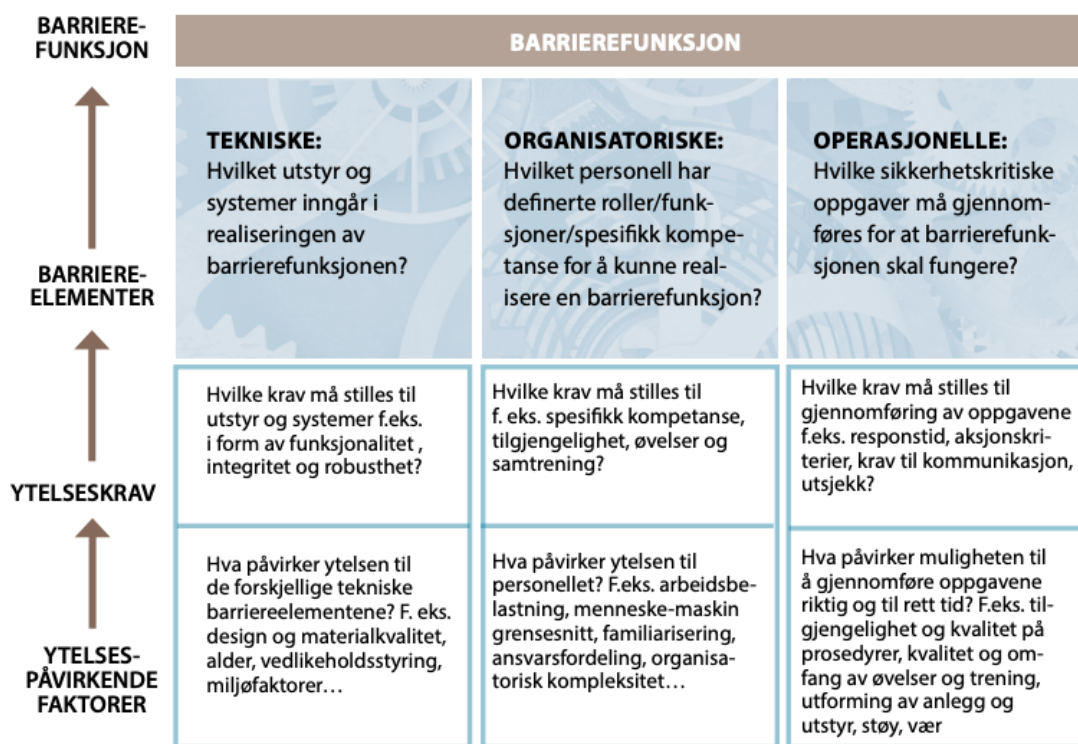 BARRIERE-
FUNKSJON
BARRIEREFUNKSJON
BARRIERE-
ELEMENTER
TEKNISKE:
Hvilket utstyr og
systemer inngår i
realiseringen av
barrierefunksjonen?
ORGANISATORISKE:
Hvilket personell har
definerte roller/funk-
sjoner/spesifikk kompe-
tanse for å kunne real-
isere en barrierefunksjon?
OPERASJONELLE:
Hvilke sikkerhetskritiske
oppgaver må gjennom-
føres for at barrierefunk-
sjonen skal fungere?
YTELSESKRAV
Hvilke krav må stilles til
utstyr og systemer f.eks.
i form av funksjonalitet ,
integritet og robusthet?
Hvilke krav må stilles til
f. eks. spesifikk kompetanse,
tilgjengelighet, øvelser og
samtrening?
Hvilke krav må stilles til
gjennomføring av oppgavene
f.eks. responstid, aksjonskri-
terier, krav til kommunikasjon,
utsjekk?
YTELSES-
PÅVIRKENDE
FAKTORER
Hva påvirker ytelsen til
de forskjellige tekniske
barriereelementene? F. eks.
design og materialkvalitet,
alder, vedlikeholdsstyring,
miljøfaktorer…
Hva påvirker ytelsen til
personellet? F.eks. arbeidsbe-
lastning, menneske-maskin
grensesnitt, familiarisering,
ansvarsfordeling, organisa-
torisk kompleksitet…
Hva påvirker muligheten til
å gjennomføre oppgavene
riktig og til rett tid? F.eks. til-
gjengelighet og kvalitet på
prosedyrer, kvalitet og om-
fang av øvelser og trening,
utforming av anlegg og
utstyr, støy, vær